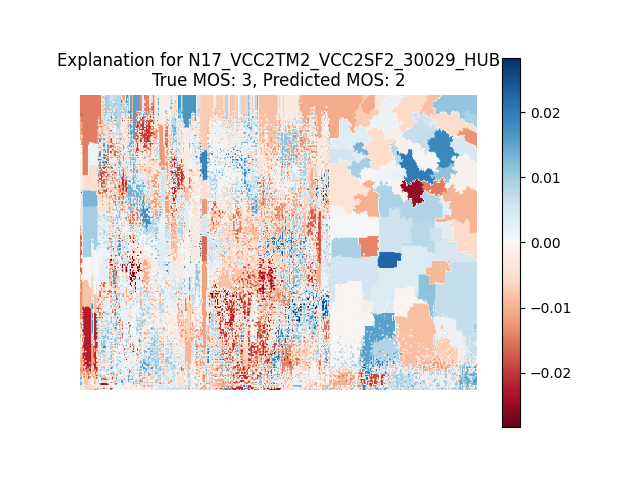 Explanation for N17_VCC2TM2_VCC2SF2_30029_HUB
True MOS: 3, Predicted MOS: 2
0.02
0.01
0.00
−0.01
−0.02